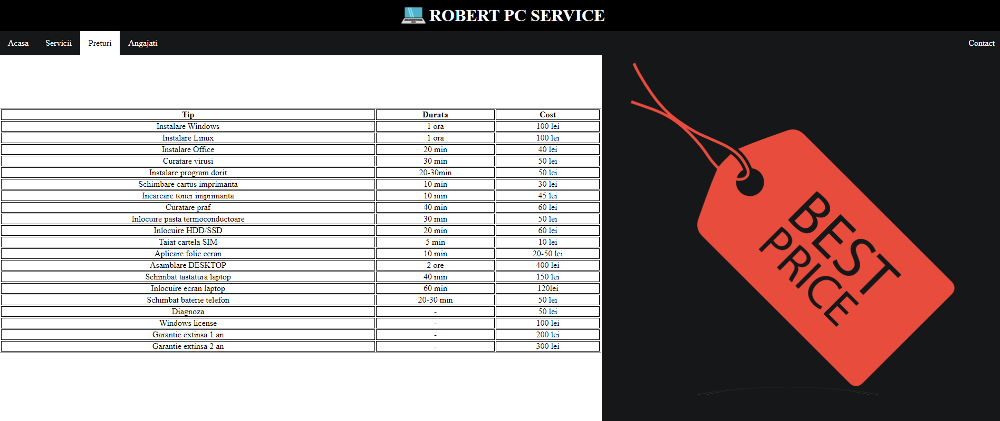 ROBERT PC SERVICE
Acasa Servicii Preturi Angajati Contact
Tip Durata Cost
Instalare Windows 1 ora 100 lei
Instalare Linux 1 ora 100 lei
Instalare Office 20 min 40 lei
Curatare virusi 30 min 50 lei
Instalare program dorit 20-30min 50 lei
Schimbare cartus imprimanta 10 min 30 lei
Incarcare toner imprimanta 10 min 45 lei
Curatare praf 40 min 60 lei
Inlocuire pasta termoconductoare 30 min 50 lei
Inlocuire HDD/SSD 20 min 60 lei
Taiat cartela SIM 5 min 10 lei
Aplicare folie ecran 10 min 20-50 lei
Asamblare DESKTOP 2 ore 400 lei
Schimbat tastatura laptop 40 min 150 lei
Inlocuire ecran laptop 60 min 120lei
Schimbat baterie telefon 20-30 min 50 lei
Diagnoza - 50 lei
Windows license - 100 lei
Garantie extinsa 1 an - 200 lei
Garantie extinsa 2 an - 300 lei
BEST
PRICE